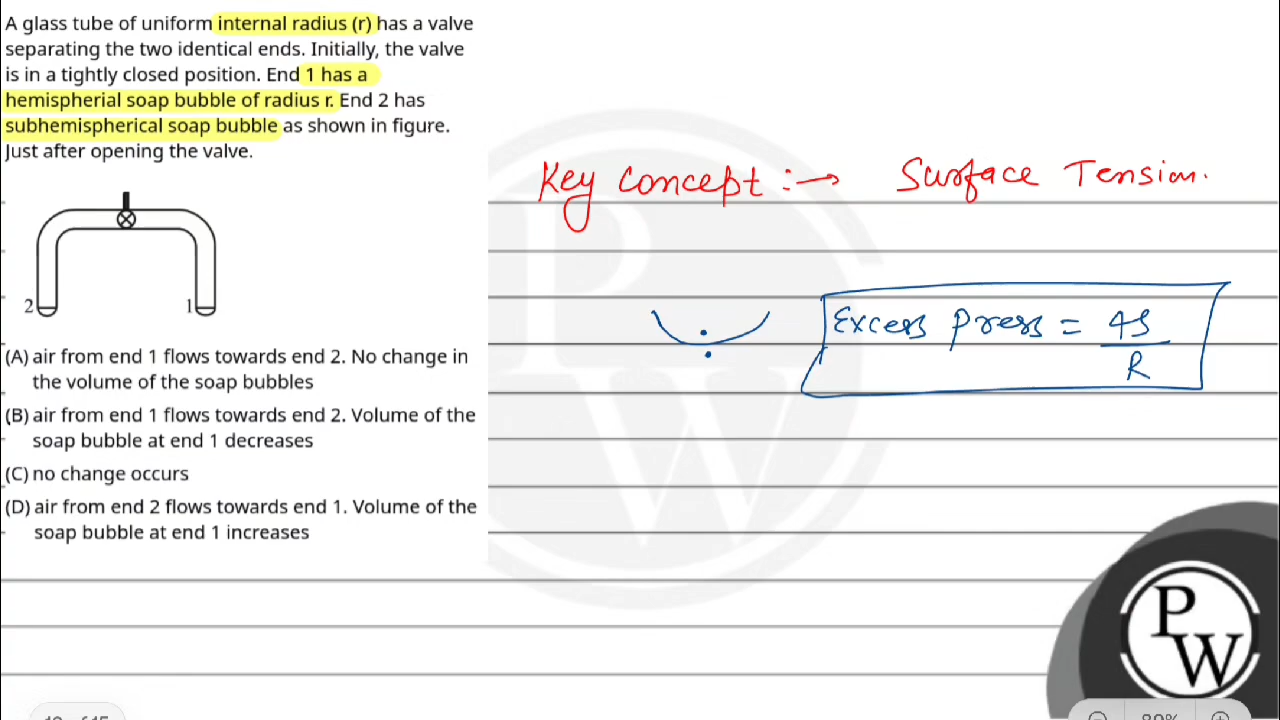 A glass tube of uniform internal radius (r) has a valve
separating the two identical ends. Initially, the valve
is in a tightly closed position. End 1 has a
hemispherial soap bubble of radius r. End 2 has
subhemispherical soap bubble as shown in figure.
Just after opening the valve.
2 1
(A) air from end 1 flows towards end 2. No change in
the volume of the soap bubbles
(B) air from end 1 flows towards end 2. Volume of the
soap bubble at end 1 decreases
(C) no change occurs
(D) air from end 2 flows towards end 1. Volume of the
soap bubble at end 1 increases
Key Concept :→ Surface Tension.
Excess Press = 4S
R
P
W
P
W